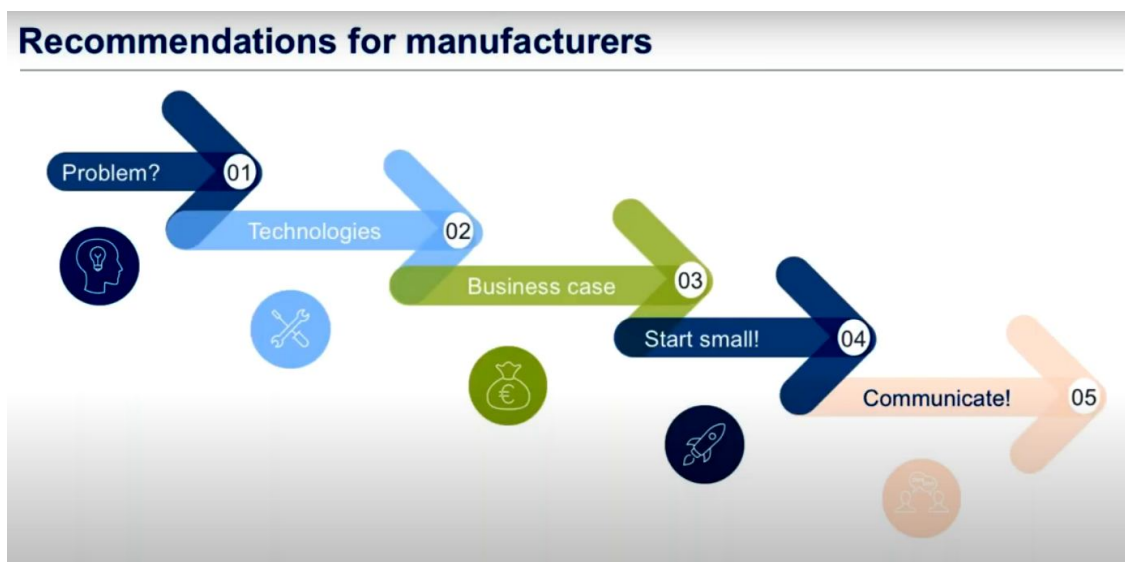 Recommendations for manufacturers
Problem? 01
Technologies 02
Business case 03
Start small! 04
Communicate! 05
€